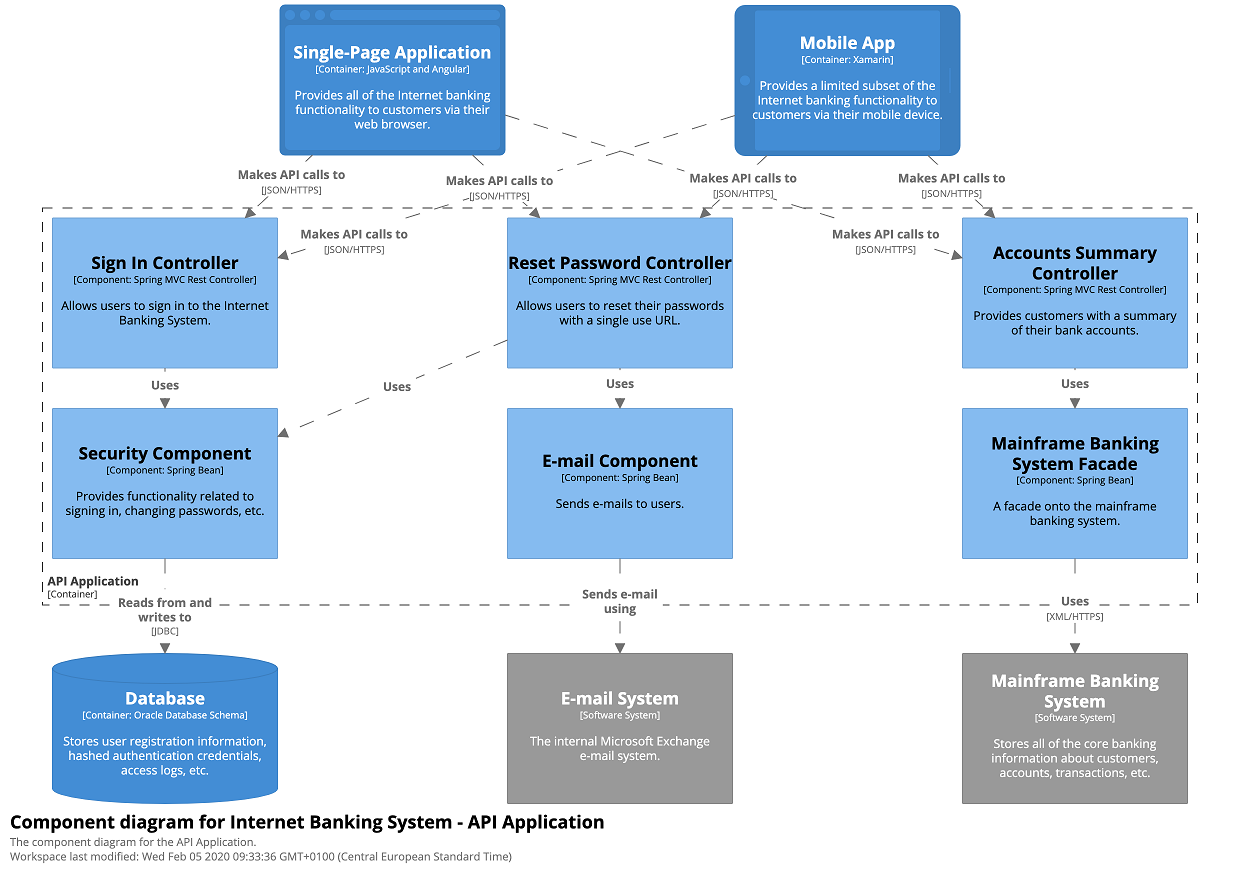 Single-Page Application
[Container: JavaScript and Angular]
Provides all of the Internet banking
functionality to customers via their
web browser.
Mobile App
[Container: Xamarin]
Provides a limited subset of the
Internet banking functionality to
customers via their mobile device.
Makes API calls to
[JSON/HTTPS]
Makes API calls to
[JSON/HTTPS]
Makes API calls to
[JSON/HTTPS]
Makes API calls to
[JSON/HTTPS]
Makes API calls to
[JSON/HTTPS]
Makes API calls to
[JSON/HTTPS]
Sign In Controller
[Component: Spring MVC Rest Controller]
Allows users to sign in to the Internet
Banking System.
Reset Password Controller
[Component: Spring MVC Rest Controller]
Allows users to reset their passwords
with a single use URL.
Accounts Summary
Controller
[Component: Spring MVC Rest Controller]
Provides customers with a summary
of their bank accounts.
Uses
Uses
Uses
Uses
Security Component
[Component: Spring Bean]
Provides functionality related to
signing in, changing passwords, etc.
E-mail Component
[Component: Spring Bean]
Sends e-mails to users.
Mainframe Banking
System Facade
[Component: Spring Bean]
A facade onto the mainframe
banking system.
API Application
[Container]
Reads from and
writes to
[JDBC]
Sends e-mail
using
Uses
[XML/HTTPS]
Database
[Container: Oracle Database Schema]
Stores user registration information,
hashed authentication credentials,
access logs, etc.
E-mail System
[Software System]
The internal Microsoft Exchange
e-mail system.
Mainframe Banking
System
[Software System]
Stores all of the core banking
information about customers,
accounts, transactions, etc.
Component diagram for Internet Banking System - API Application
The component diagram for the API Application.
Workspace last modified: Wed Feb 05 2020 09:33:36 GMT+0100 (Central European Standard Time)